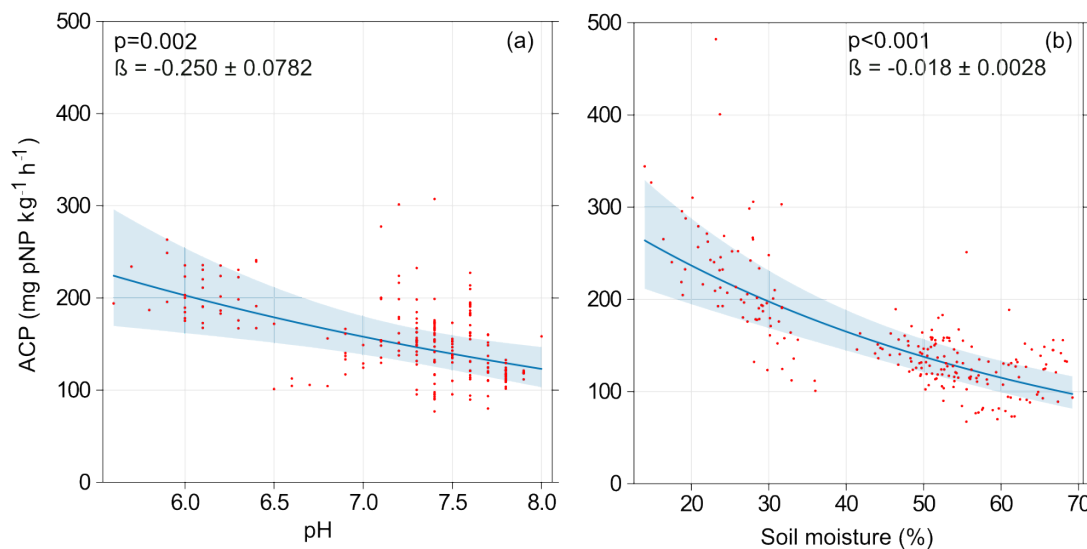 p=0.002
ß = -0.250 ± 0.0782
(a)
500
400
300
200
100
0
ACP (mg pNP kg⁻¹ h⁻¹)
6.0 6.5 7.0 7.5 8.0
pH
p<0.001
ß = -0.018 ± 0.0028
(b)
500
400
300
200
100
0
20 30 40 50 60 70
Soil moisture (%)